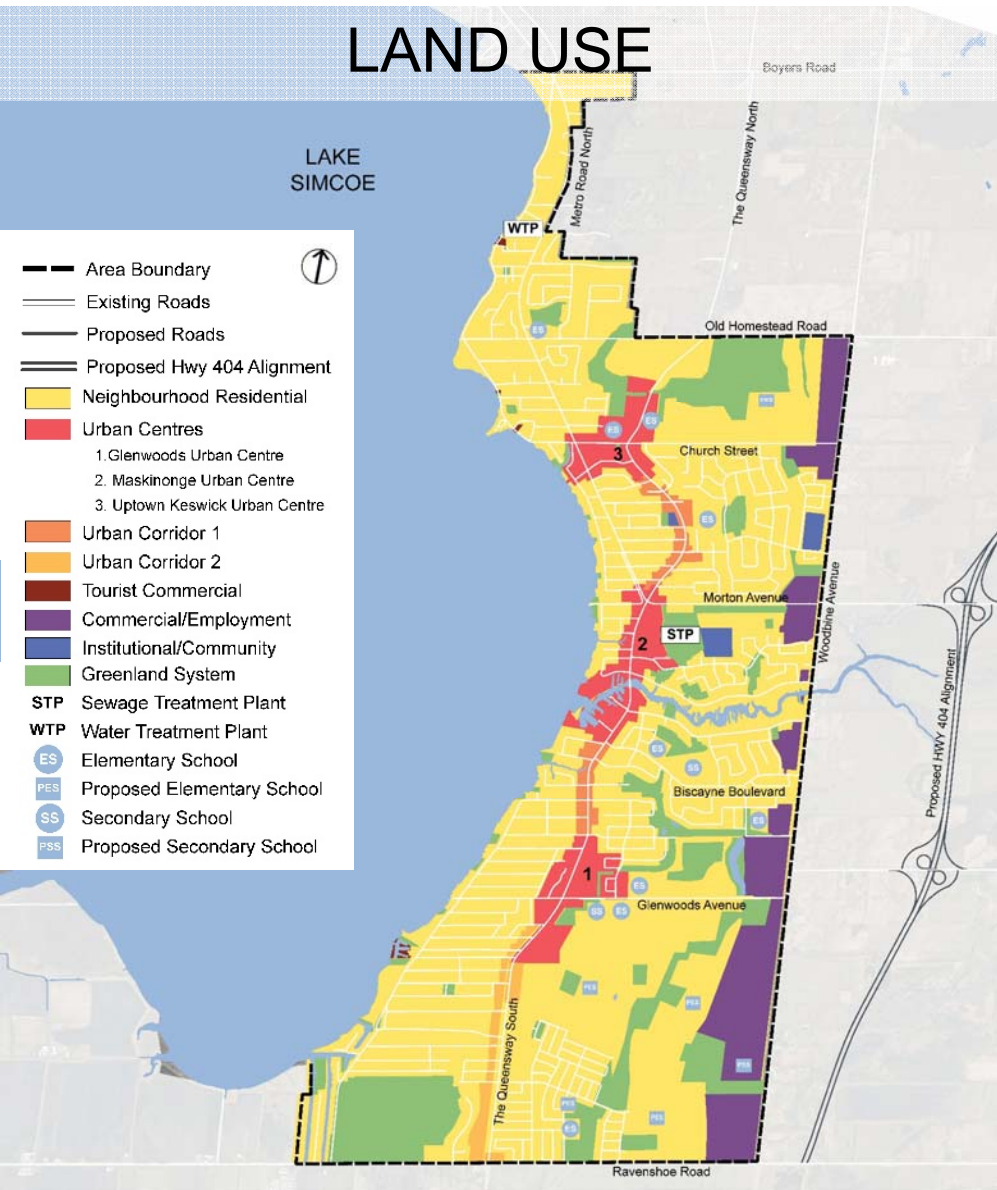 LAND USE
Boyers Road
LAKE
SIMCOE
Metro Road North
The Queensway North
WTP
Area Boundary
Existing Roads
Proposed Roads
Proposed Hwy 404 Alignment
Neighbourhood Residential
Urban Centres
1.Glenwoods Urban Centre
2. Maskinonge Urban Centre
3. Uptown Keswick Urban Centre
Urban Corridor 1
Urban Corridor 2
Tourist Commercial
Commercial/Employment
Institutional/Community
Greenland System
STP Sewage Treatment Plant
WTP Water Treatment Plant
ES Elementary School
PES Proposed Elementary School
SS Secondary School
PSS Proposed Secondary School
Old Homestead Road
ES
ES
ES
3
Church Street
ES
Morton Avenue
Woodbine Avenue
2
STP
ES
SS
Biscayne Boulevard
ES
Proposed HWY 404 Alignment
1
ES
Glenwoods Avenue
SS
ES
PES
PES
The Queensway South
PSS
PES
PES
ES
Ravenshoe Road